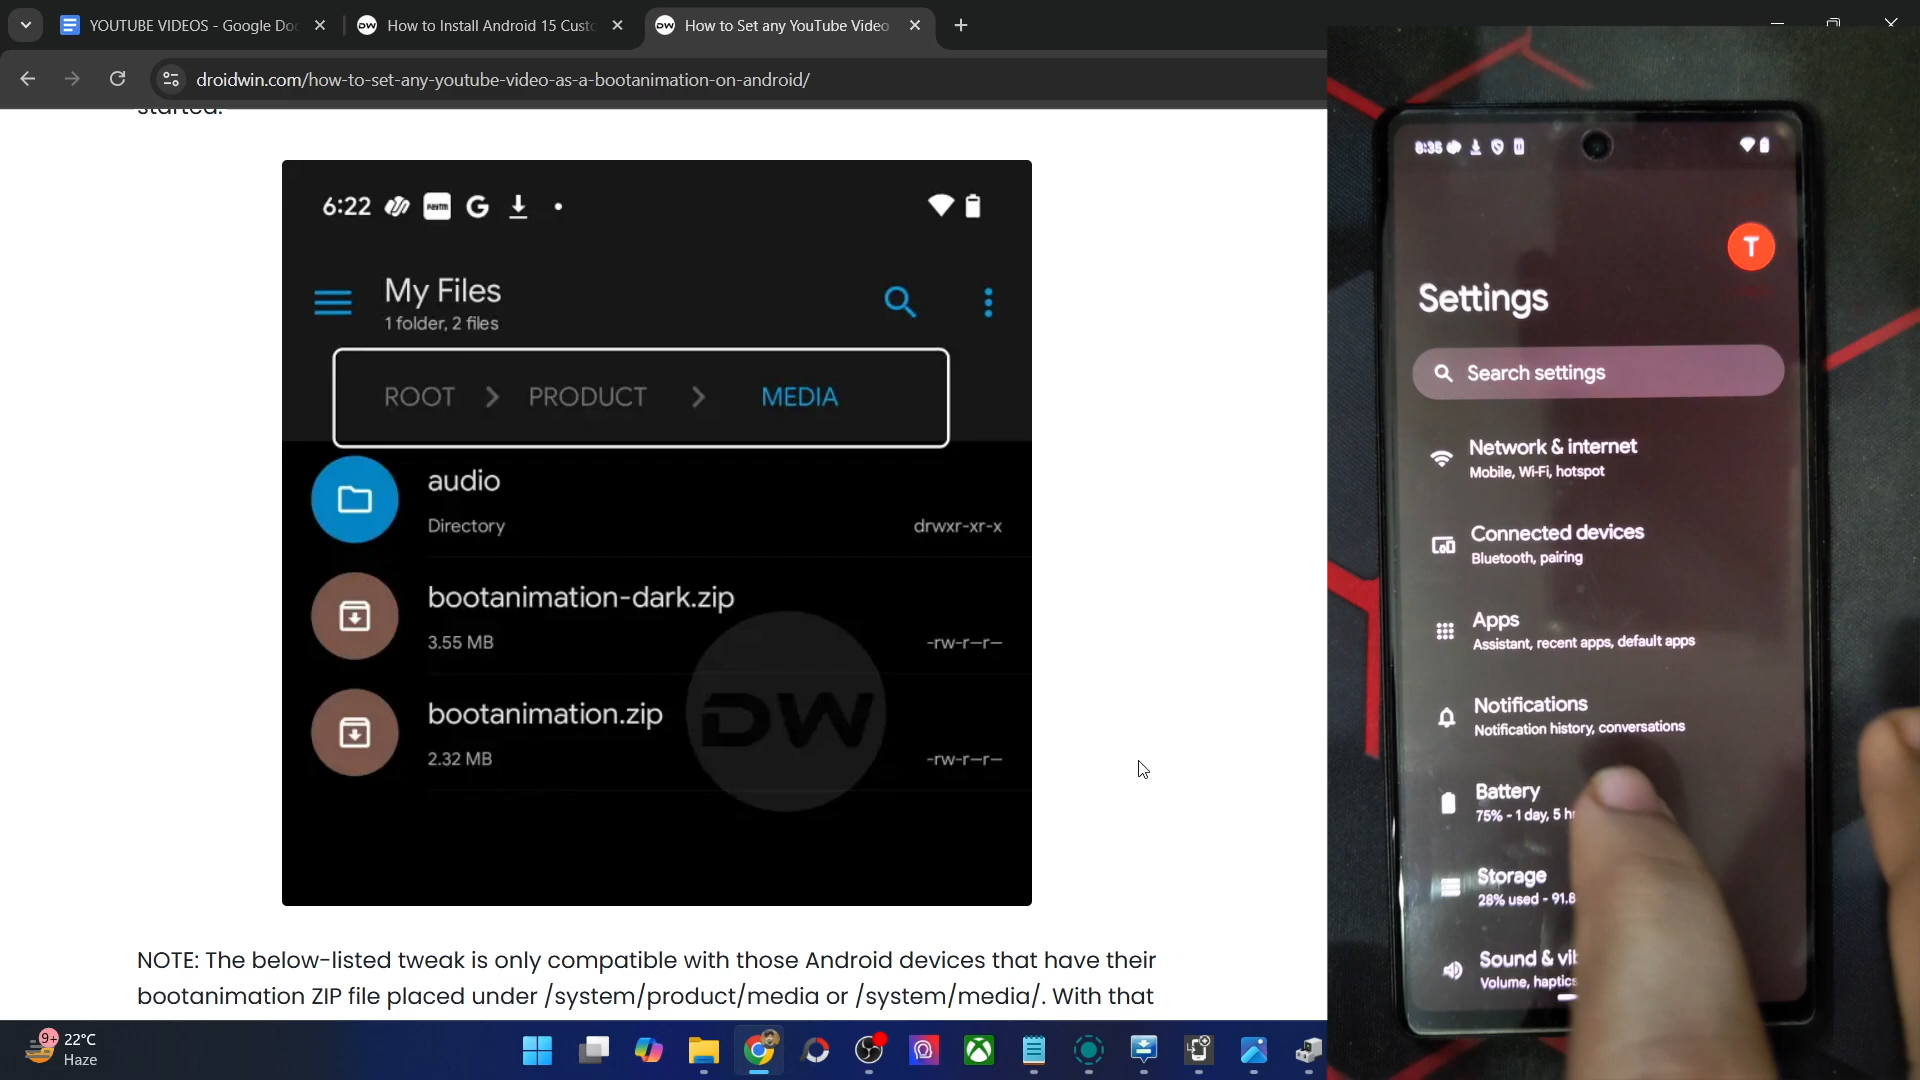 YOUTUBE VIDEOS - Google Do
How to Install Android 15 Cust
How to Set any YouTube Video
droidwin.com/how-to-set-any-youtube-video-as-a-bootanimation-on-android/
started.
6:22
Paytm
G
My Files
1 folder, 2 files
ROOT
PRODUCT
MEDIA
audio
Directory
drwxr-xr-x
bootanimation-dark.zip
3.55 MB
-rw-r--r--
bootanimation.zip
2.32 MB
-rw-r--r--
DW
NOTE: The below-listed tweak is only compatible with those Android devices that have their
bootanimation ZIP file placed under /system/product/media or /system/media/. With that
9+
22°C
Haze
8:35
T
Settings
Search settings
Network & internet
Mobile, Wi-Fi, hotspot
Connected devices
Bluetooth, pairing
Apps
Assistant, recent apps, default apps
Notifications
Notification history, conversations
Battery
75% - 1 day, 5 h
Storage
28% used - 91.8
Sound & vib
Volume, haptics